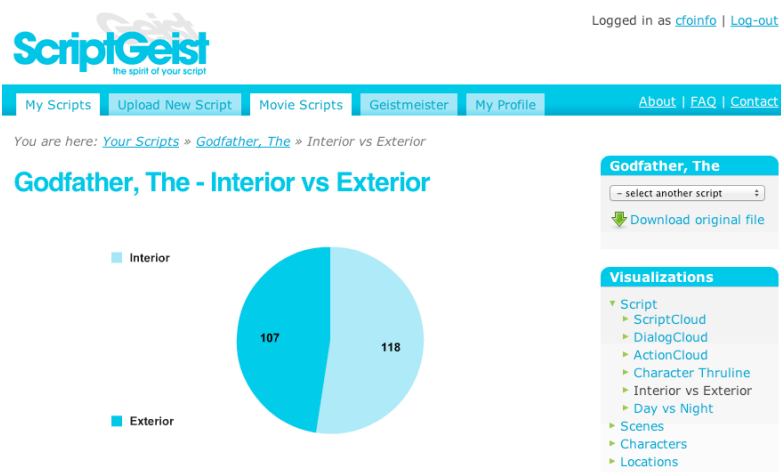 Logged in as cfoinfo | Log-out
ScriptGeist
the spirit of your script
My Scripts Upload New Script Movie Scripts Geistmeister My Profile About | FAQ | Contact
You are here: Your Scripts » Godfather, The » Interior vs Exterior
Godfather, The - Interior vs Exterior
Interior
107
118
Exterior
Godfather, The
- select another script
Download original file
Visualizations
Script
ScriptCloud
DialogCloud
ActionCloud
Character Thruline
Interior vs Exterior
Day vs Night
Scenes
Characters
Locations